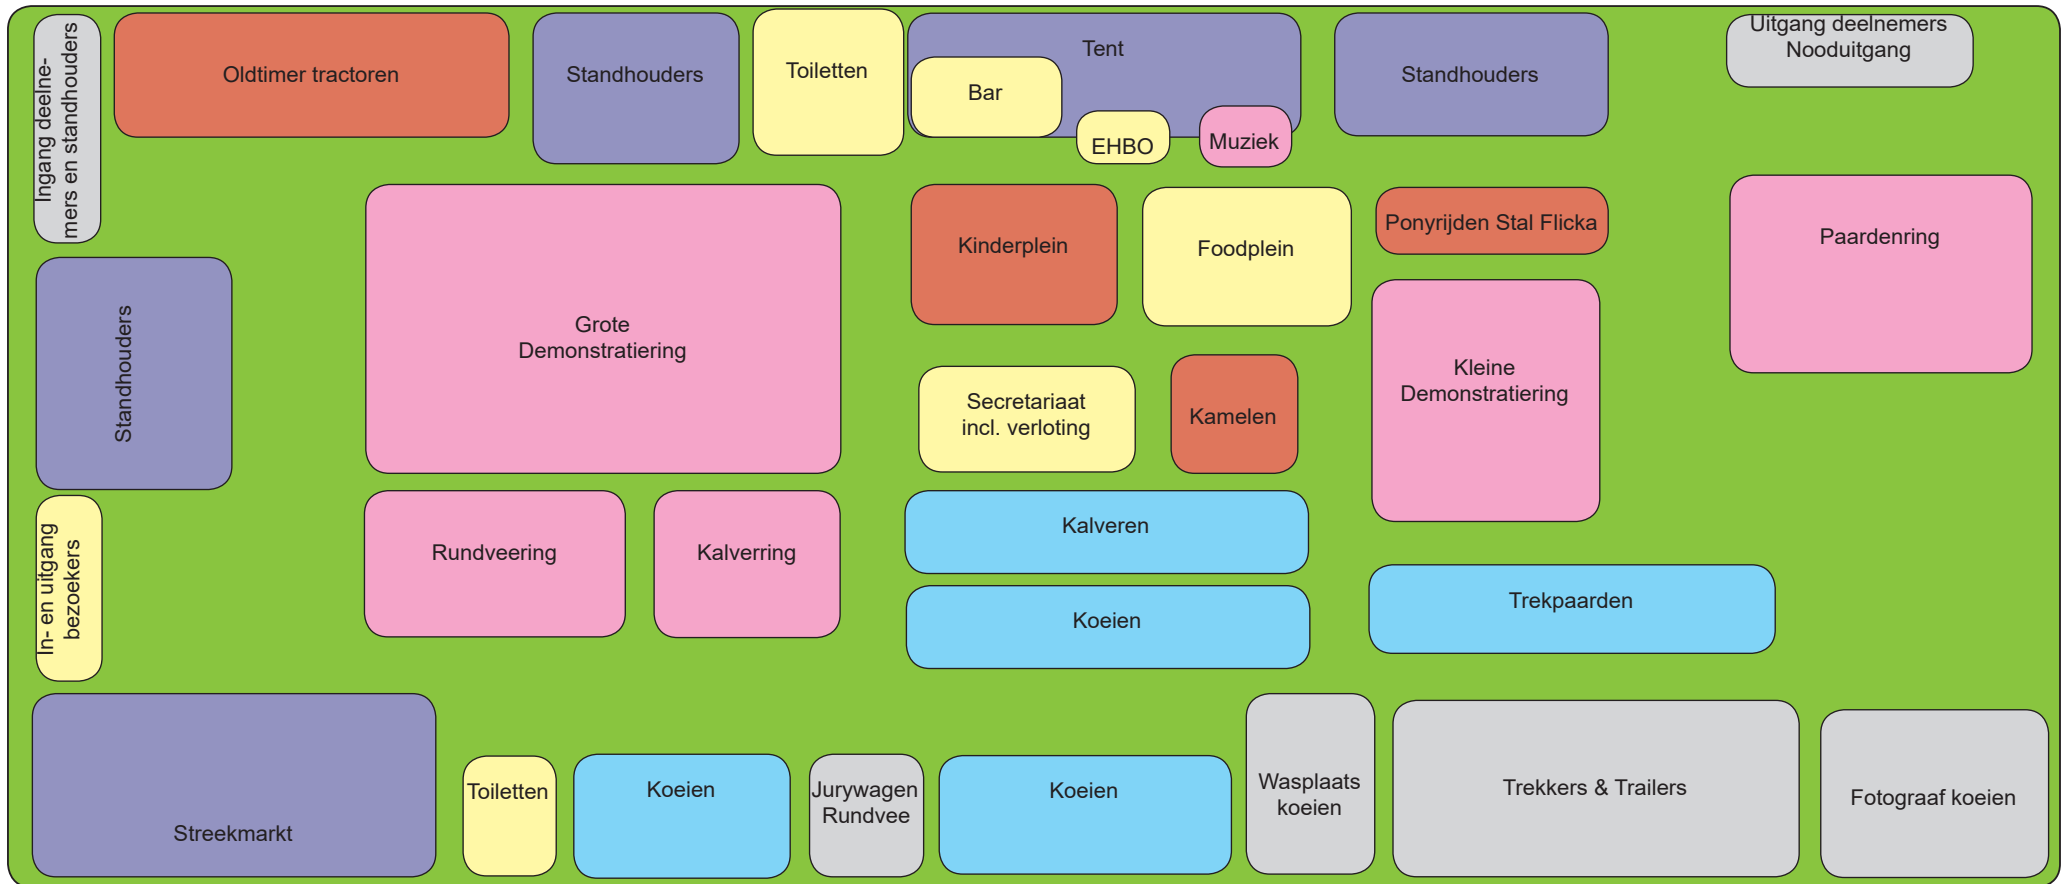 Ingang deelne-
mers en standhouders
Oldtimer tractoren
Standhouders
Toiletten
Tent
Bar
EHBO
Muziek
Standhouders
Uitgang deelnemers
Nooduitgang
Standhouders
Grote
Demonstratiering
Kinderplein
Foodplein
Ponyrijden Stal Flicka
Paardenring
Secretariaat
incl. verloting
Kamelen
Kleine
Demonstratiering
In- en uitgang
bezoekers
Rundveering
Kalverring
Kalveren
Koeien
Trekpaarden
Streekmarkt
Toiletten
Koeien
Jurywagen
Rundvee
Koeien
Wasplaats
koeien
Trekkers & Trailers
Fotograaf koeien